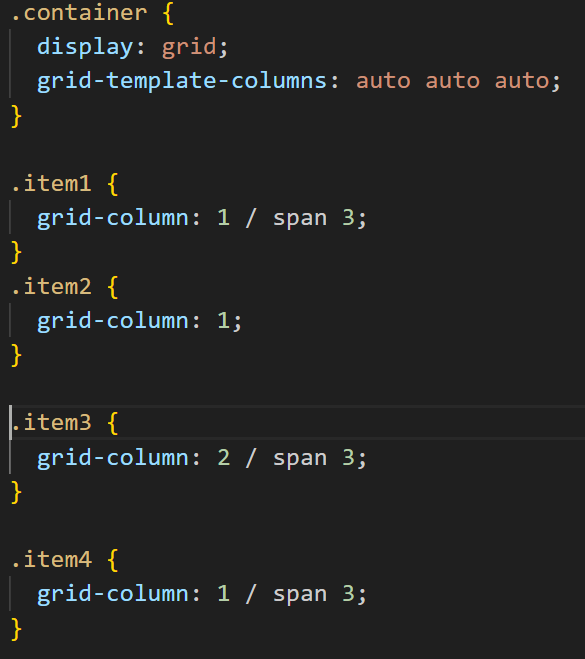 .container {
  display: grid;
  grid-template-columns: auto auto auto;
}

.item1 {
  grid-column: 1 / span 3;
}
.item2 {
  grid-column: 1;
}

.item3 {
  grid-column: 2 / span 3;
}

.item4 {
  grid-column: 1 / span 3;
}